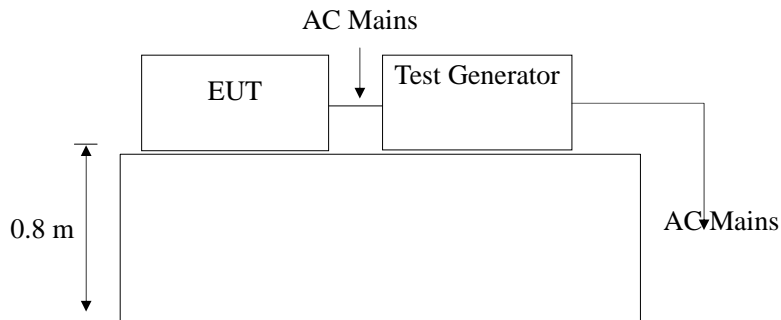 AC Mains
EUT
Test Generator
0.8 m
AC Mains